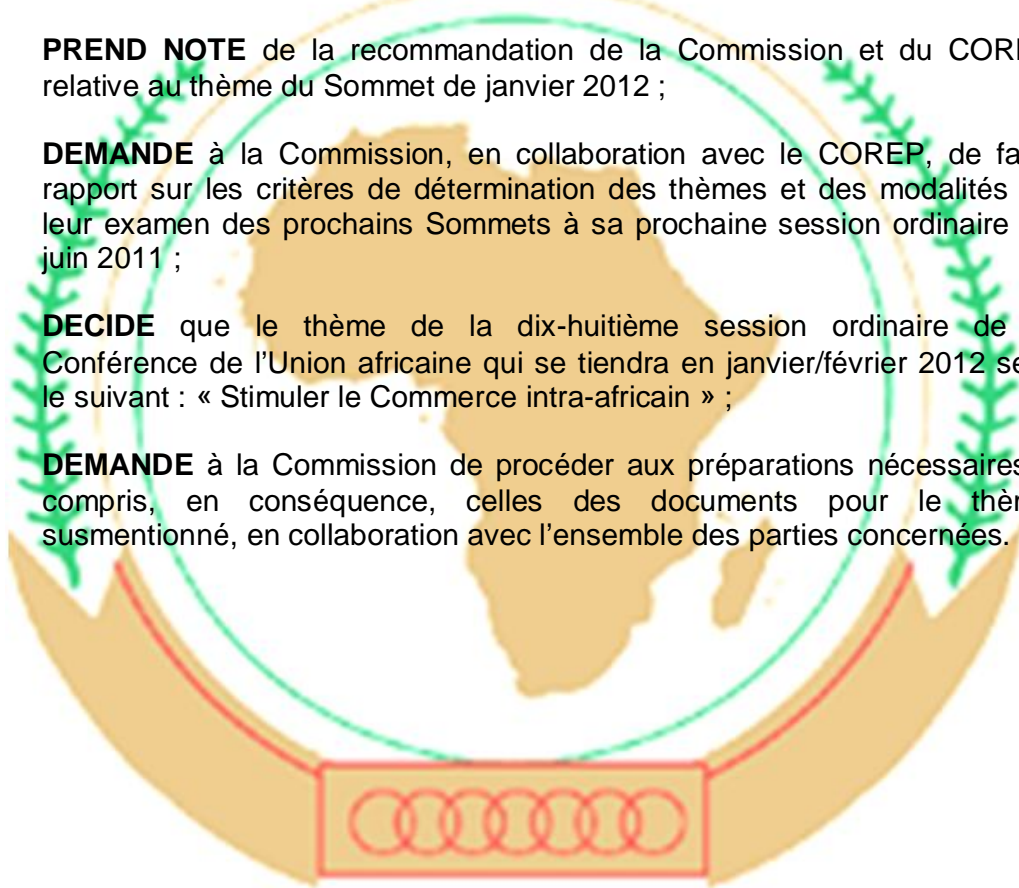 PREND NOTE de la recommandation de la Commission et du CORE
relative au thème du Sommet de janvier 2012 ;
DEMANDE à la Commission, en collaboration avec le COREP, de fa
rapport sur les critères de détermination des thèmes et des modalités
leur examen des prochains Sommets à sa prochaine session ordinaire
juin 2011 ;
DECIDE que le thème de la dix-huitième session ordinaire de
Conférence de l’Union africaine qui se tiendra en janvier/février 2012 se
le suivant : « Stimuler le Commerce intra-africain » ;
DEMANDE à la Commission de procéder aux préparations nécessaires
compris, en conséquence, celles des documents pour le thè
susmentionné, en collaboration avec l’ensemble des parties concernées.